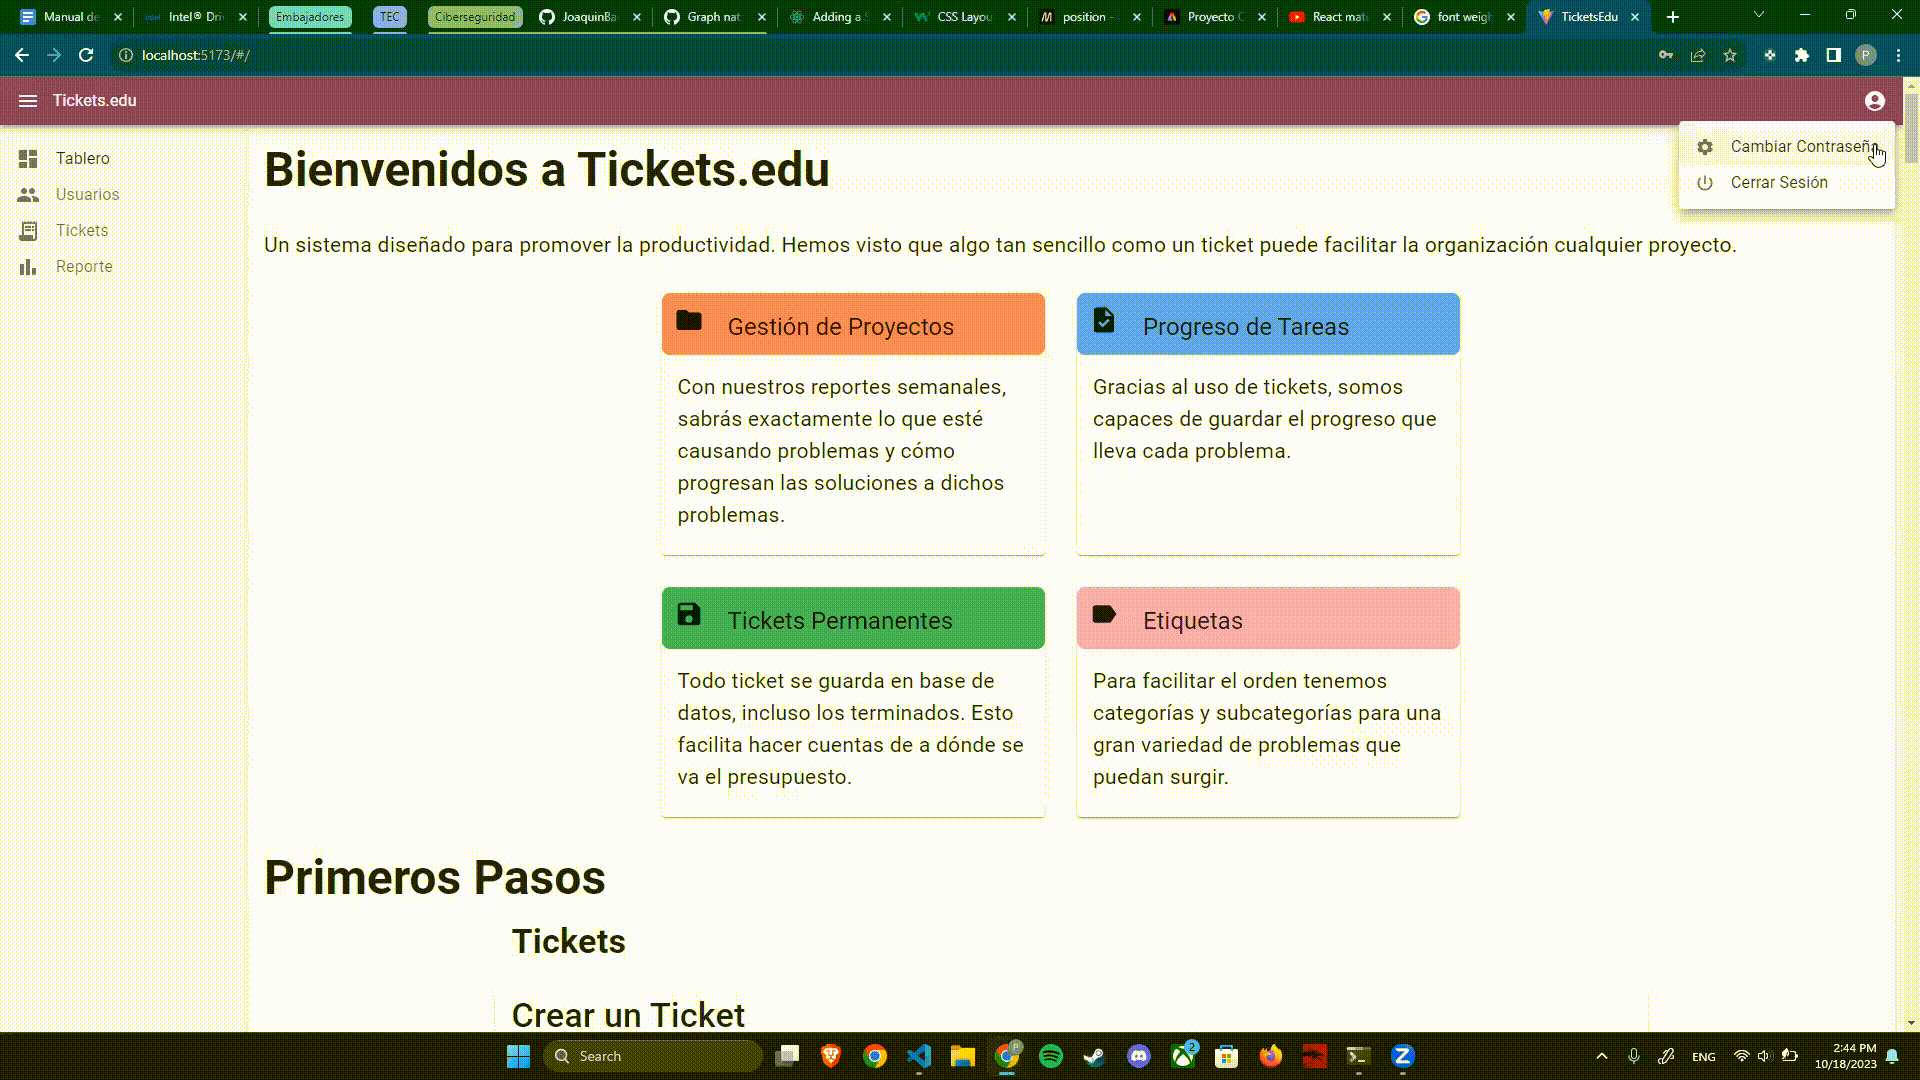 Manual de
Intel® Dri
Embajadores
TEC
Ciberseguridad
JoaquinBa
Graph nat
Adding a S
CSS Layou
position -
Proyecto C
React mat
font weigh
TicketsEdu
localhost:5173/#/
P
Tickets.edu
Tablero
Usuarios
Tickets
Reporte
Cambiar Contraseña
Cerrar Sesión
Bienvenidos a Tickets.edu
Un sistema diseñado para promover la productividad. Hemos visto que algo tan sencillo como un ticket puede facilitar la organización cualquier proyecto.
Gestión de Proyectos
Con nuestros reportes semanales,
sabrás exactamente lo que esté
causando problemas y cómo
progresan las soluciones a dichos
problemas.
Progreso de Tareas
Gracias al uso de tickets, somos
capaces de guardar el progreso que
lleva cada problema.
Tickets Permanentes
Todo ticket se guarda en base de
datos, incluso los terminados. Esto
facilita hacer cuentas de a dónde se
va el presupuesto.
Etiquetas
Para facilitar el orden tenemos
categorías y subcategorías para una
gran variedad de problemas que
puedan surgir.
Primeros Pasos
Tickets
Crear un Ticket
Search
P
2
ENG
2:44 PM
10/18/2023